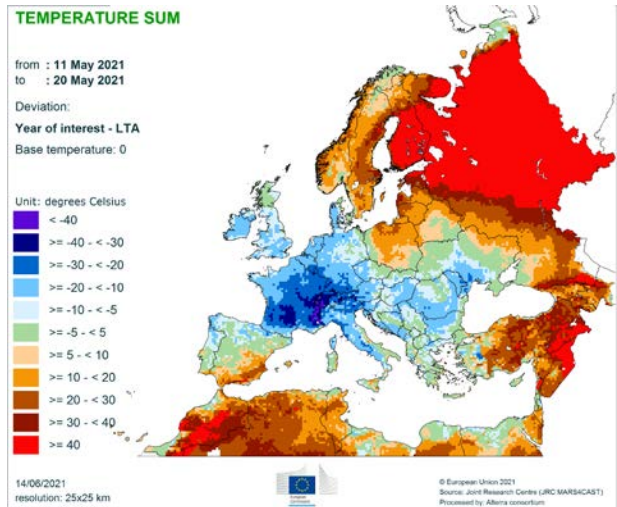 TEMPERATURE SUM
from : 11 May 2021
to : 20 May 2021
Deviation:
Year of interest - LTA
Base temperature: 0
Unit: degrees Celsius
< -40
>= -40 - < -30
>= -30 - < -20
>= -20 - < -10
>= -10 - < -5
>= -5 - < 5
>= 5 - < 10
>= 10 - < 20
>= 20 - < 30
>= 30 - < 40
>= 40
14/06/2021
resolution: 25x25 km
European
Commission
© European Union 2021
Source: Joint Research Centre (JRC:MARS4CAST)
Processed by: Alterra consortium